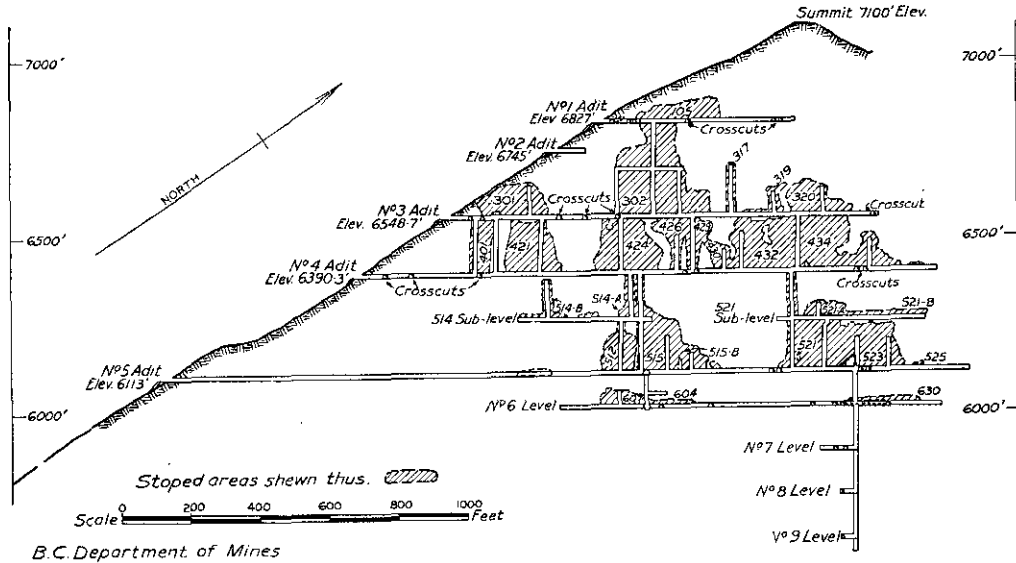 Summit 7100' Elev.
7000'
7000'
Nº1 Adit
Elev 6827'
105
Crosscuts
Nº2 Adit
Elev. 6745'
317
319
NORTH
301
Crosscuts
302
320
Crosscut
Nº3 Adit
Elev. 6548·7'
6500'
6500'
401
421
424
426
432
434
Nº4 Adit
Elev. 6390·3'
Crosscuts
Crosscuts
514-B
514-A
514 Sub-level
521
Sub-level
521-B
Nº5 Adit
Elev. 6113'
512
515
515-B
521
523
525
6000'
6000'
Nº6 Level
604
630
Nº7 Level
Nº8 Level
Nº9 Level
Stoped areas shewn thus.
0 200 400 600 800 1000
Scale Feet
B.C. Department of Mines